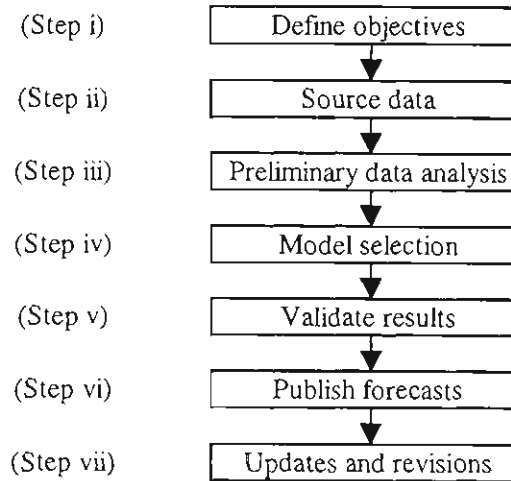 (Step i) Define objectives
(Step ii) Source data
(Step iii) Preliminary data analysis
(Step iv) Model selection
(Step v) Validate results
(Step vi) Publish forecasts
(Step vii) Updates and revisions